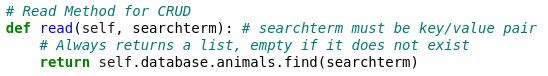 # Read Method for CRUD
def read(self, searchterm): # searchterm must be key/value pair
    # Always returns a list, empty if it does not exist
    return self.database.animals.find(searchterm)